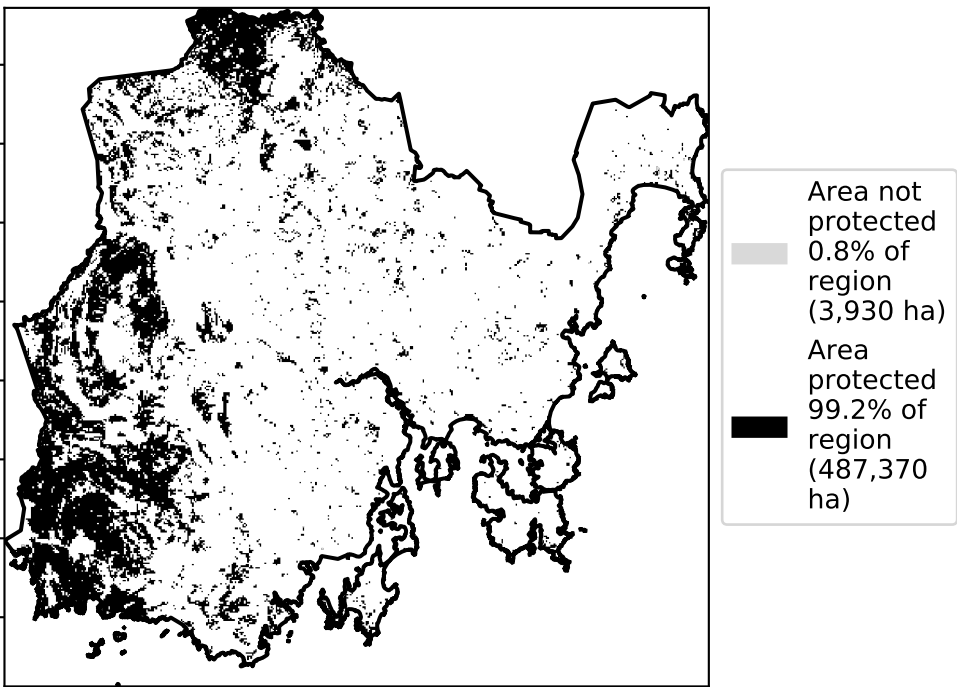 Area not
protected
0.8% of
region
(3,930 ha)
Area
protected
99.2% of
region
(487,370
ha)